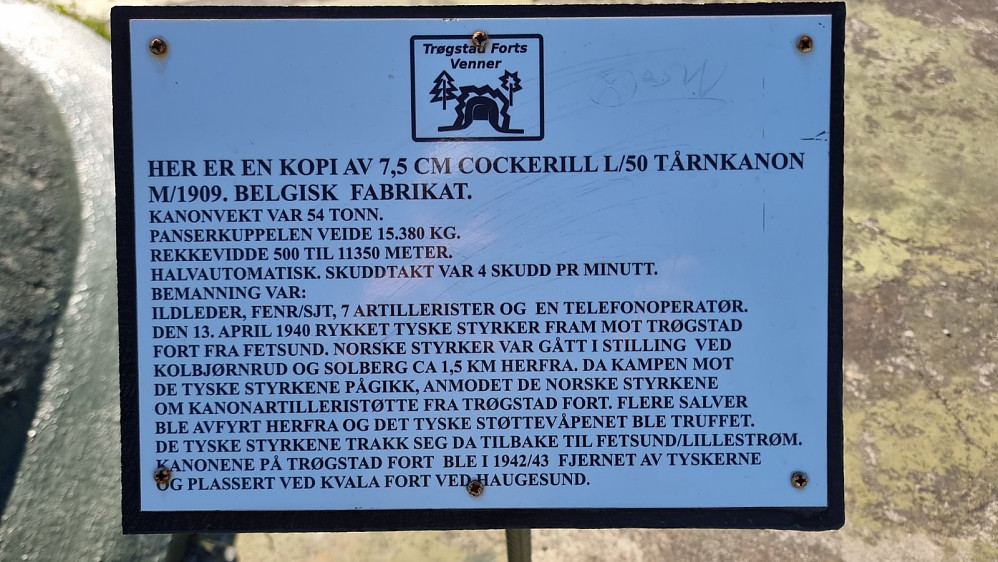 Trøgstad Forts
Venner
HER ER EN KOPI AV 7,5 CM COCKERILL L/50 TÅRNKANON
M/1909. BELGISK FABRIKAT.
KANONVEKT VAR 54 TONN.
PANSERKUPPELEN VEIDE 15.380 KG.
REKKEVIDDE 500 TIL 11350 METER.
HALVAUTOMATISK. SKUDDTAKT VAR 4 SKUDD PR MINUTT.
BEMANNING VAR:
ILDLEDER, FENR/SJT, 7 ARTILLERISTER OG EN TELEFONOPERATØR.
DEN 13. APRIL 1940 RYKKET TYSKE STYRKER FRAM MOT TRØGSTAD
FORT FRA FETSUND. NORSKE STYRKER VAR GÅTT I STILLING VED
KOLBJØRNRUD OG SOLBERG CA 1,5 KM HERFRA. DA KAMPEN MOT
DE TYSKE STYRKENE PÅGIKK, ANMODET DE NORSKE STYRKENE
OM KANONARTILLERISTØTTE FRA TRØGSTAD FORT. FLERE SALVER
BLE AVFYRT HERFRA OG DET TYSKE STØTTEVÅPENET BLE TRUFFET.
DE TYSKE STYRKENE TRAKK SEG DA TILBAKE TIL FETSUND/LILLESTRØM.
KANONENE PÅ TRØGSTAD FORT BLE I 1942/43 FJERNET AV TYSKERNE
OG PLASSERT VED KVALA FORT VED HAUGESUND.